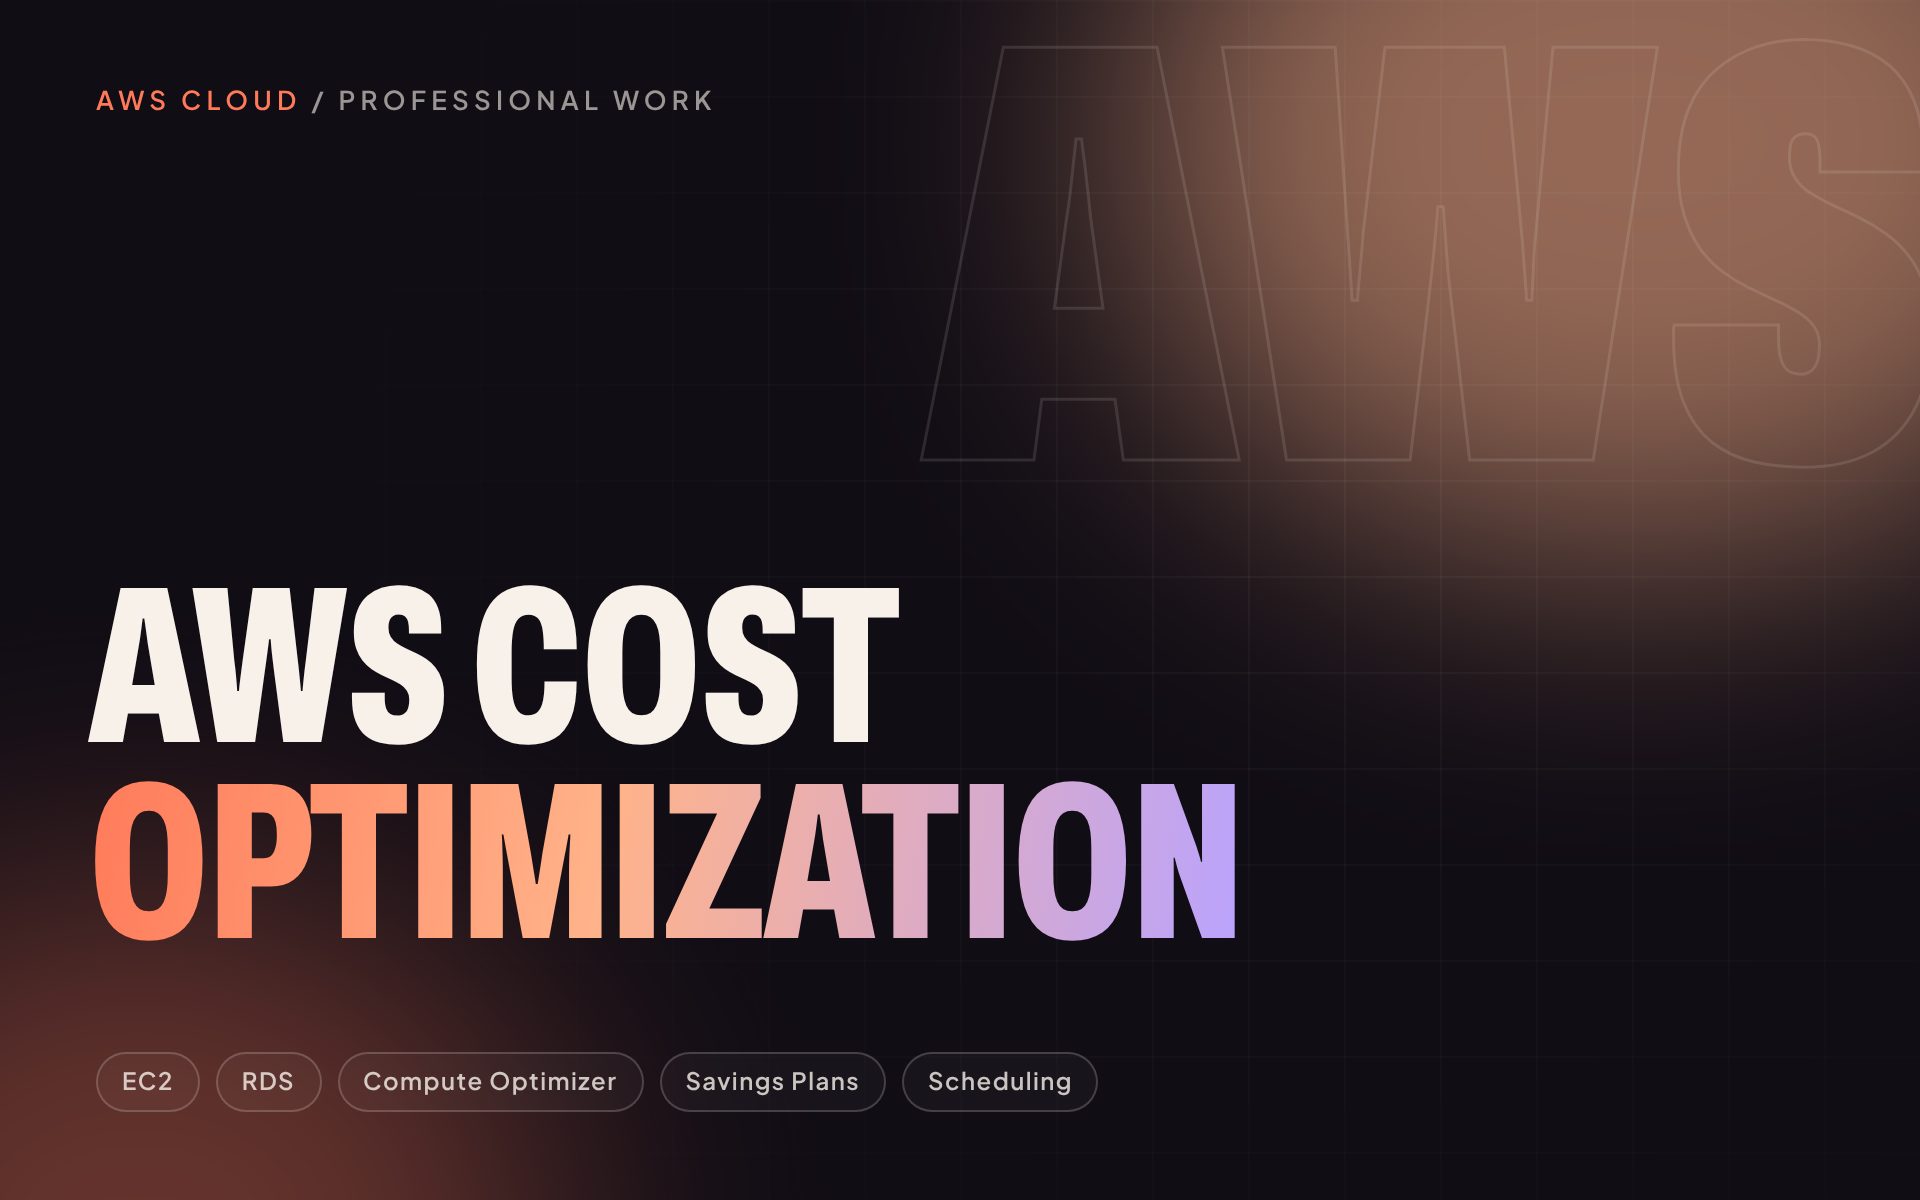 AWS CLOUD / PROFESSIONAL WORK
AWS
AWS COST
OPTIMIZATION
EC2
RDS
Compute Optimizer
Savings Plans
Scheduling